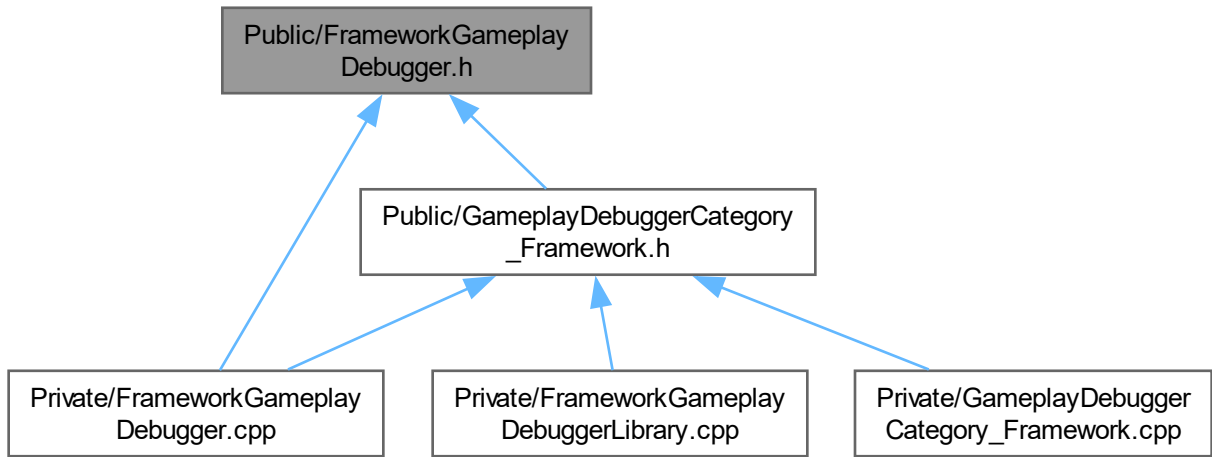 Public/FrameworkGameplay
Debugger.h
Public/GameplayDebuggerCategory
_Framework.h
Private/FrameworkGameplay
Debugger.cpp
Private/FrameworkGameplay
DebuggerLibrary.cpp
Private/GameplayDebugger
Category_Framework.cpp